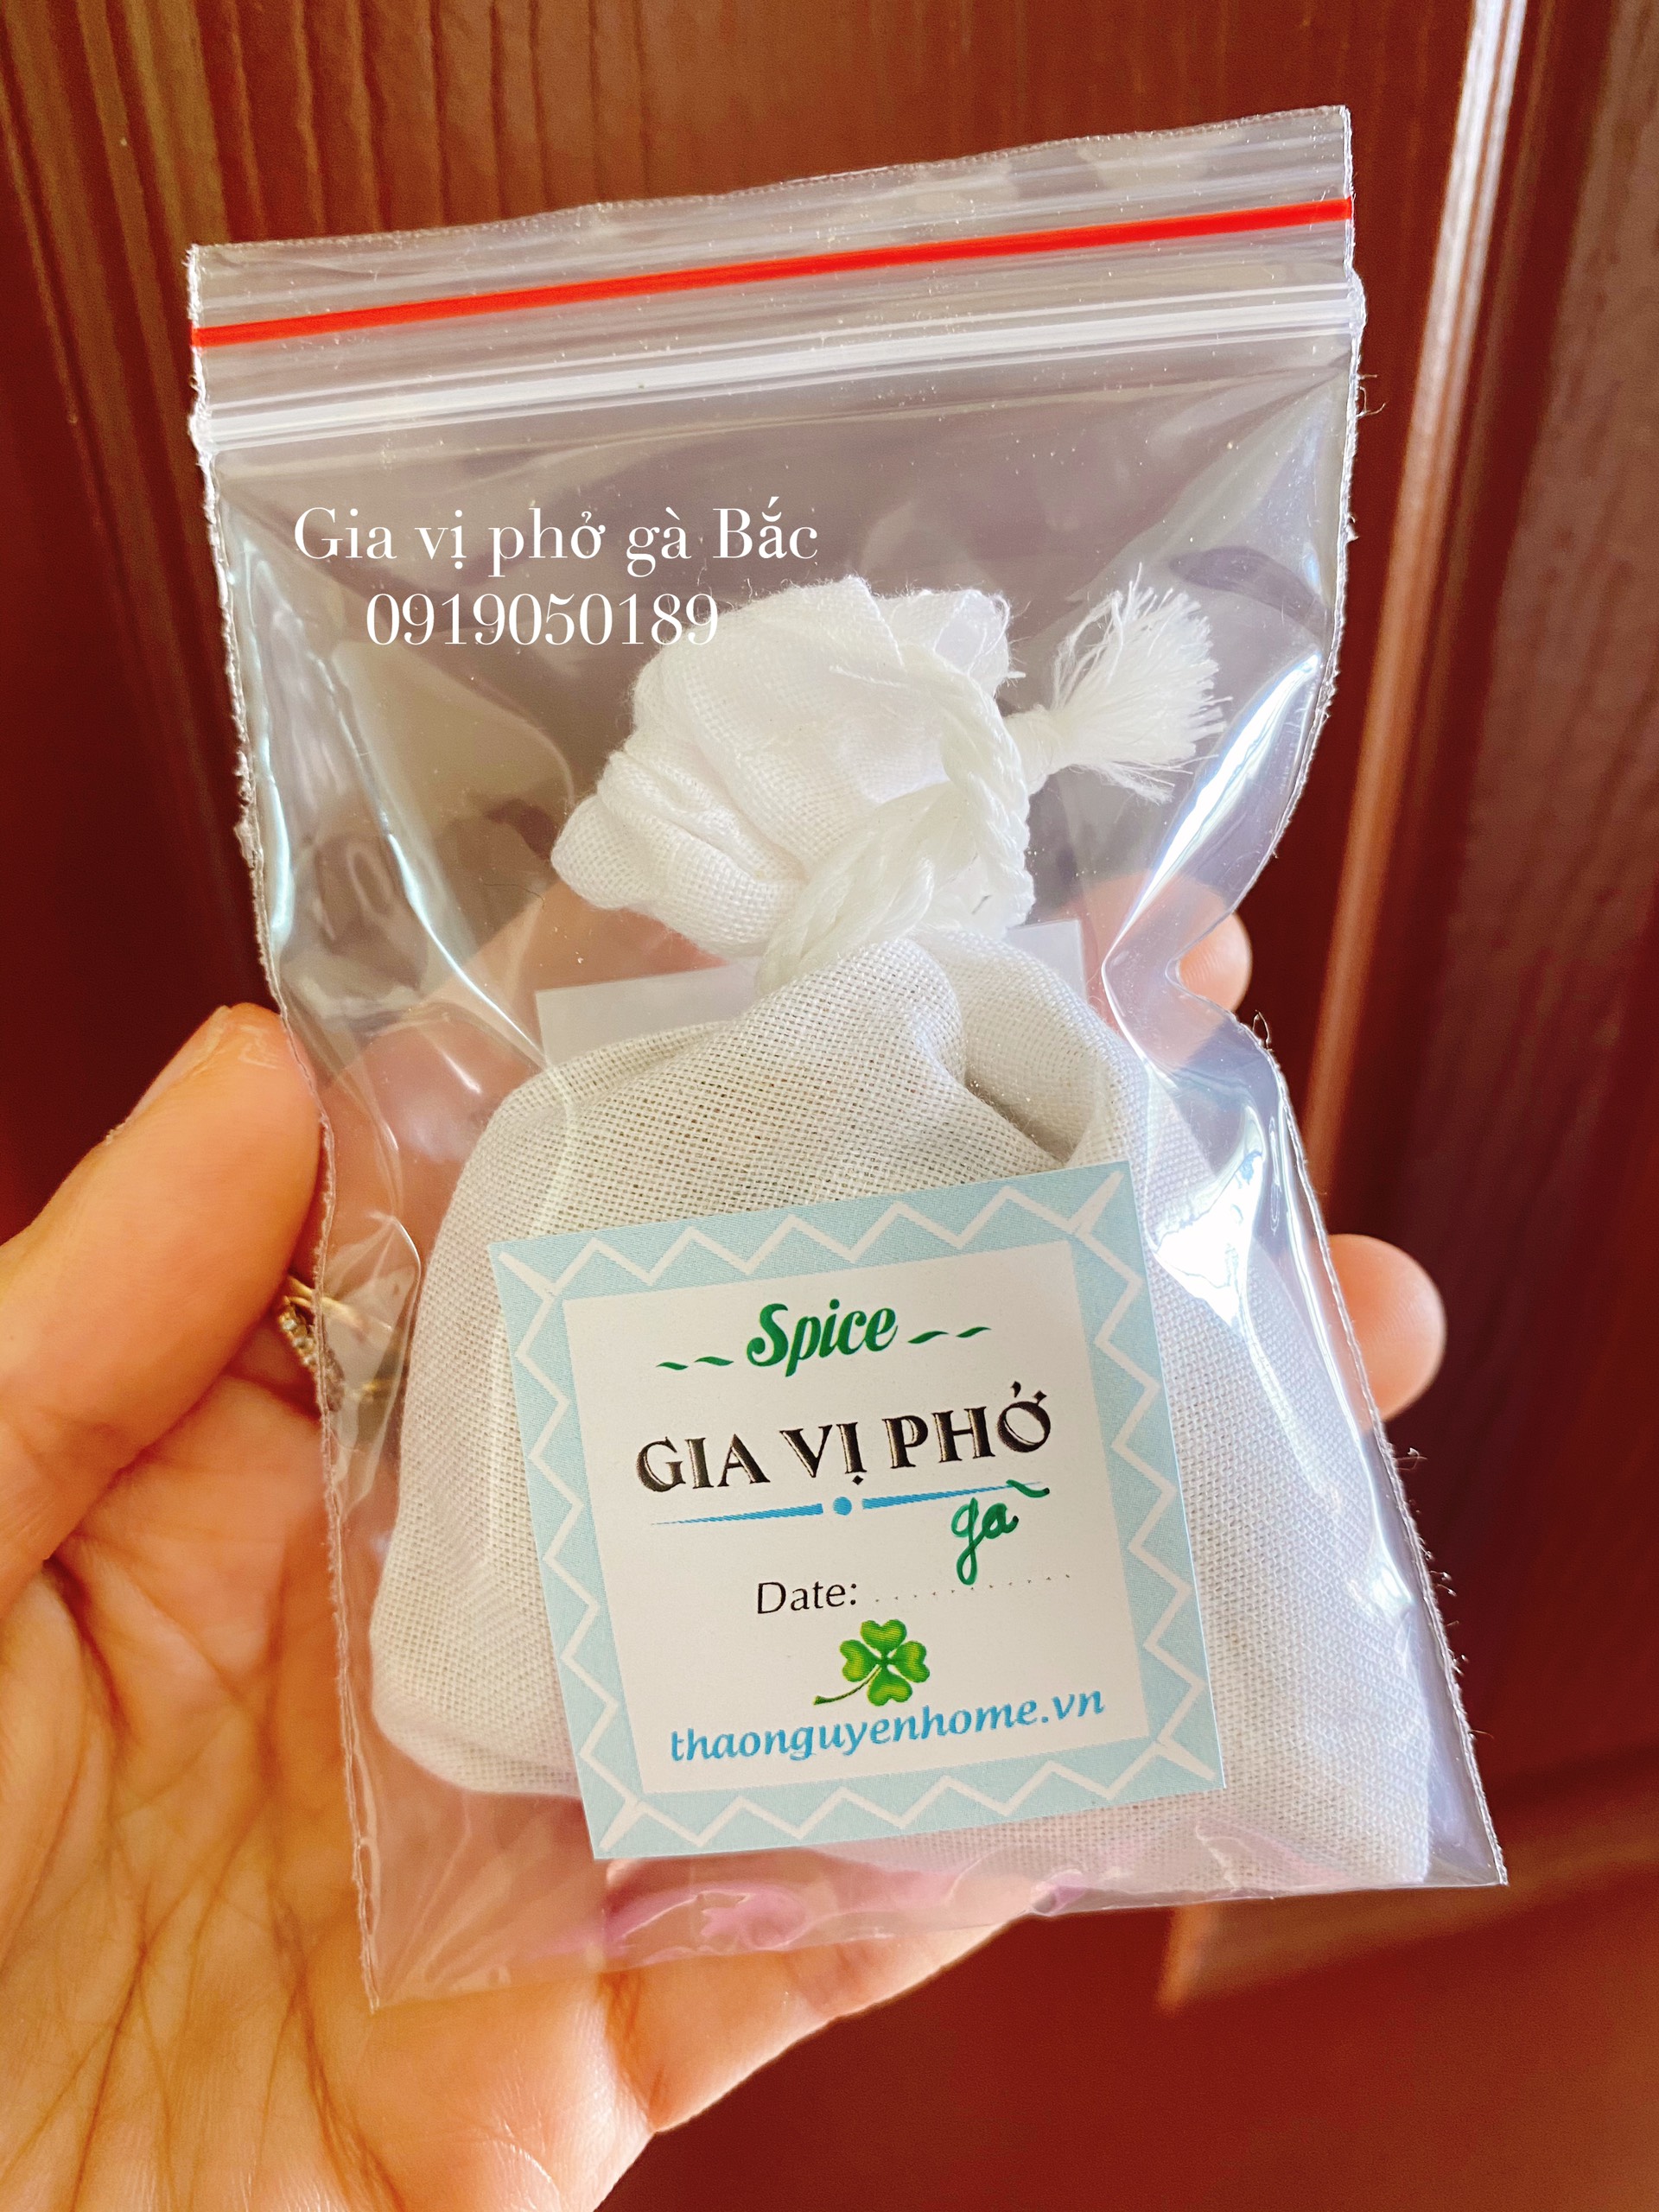 Gia vị phở gà Bắc
0919050189
Spice
GIA VỊ PHỞ
gà
Date: ............
thaonguyenhome.vn